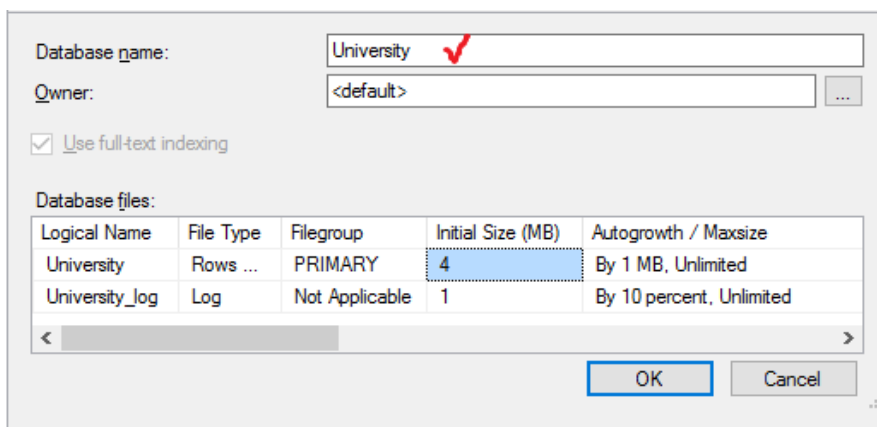 Database name: University
Owner: <default> ...
Use full-text indexing
Database files:
Logical Name File Type Filegroup Initial Size (MB) Autogrowth / Maxsize
University Rows ... PRIMARY 4 By 1 MB, Unlimited
University_log Log Not Applicable 1 By 10 percent, Unlimited
OK Cancel